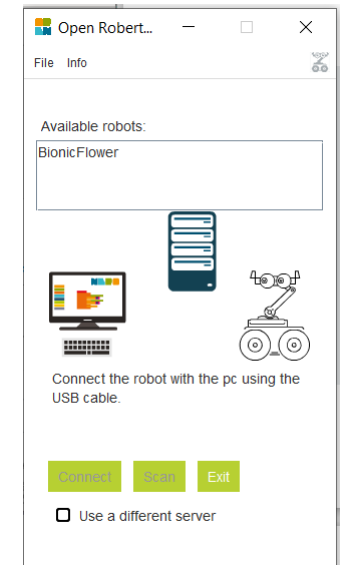 Open Robert...
File Info
Available robots:
BionicFlower
Connect the robot with the pc using the
USB cable.
Connect Scan Exit
Use a different server